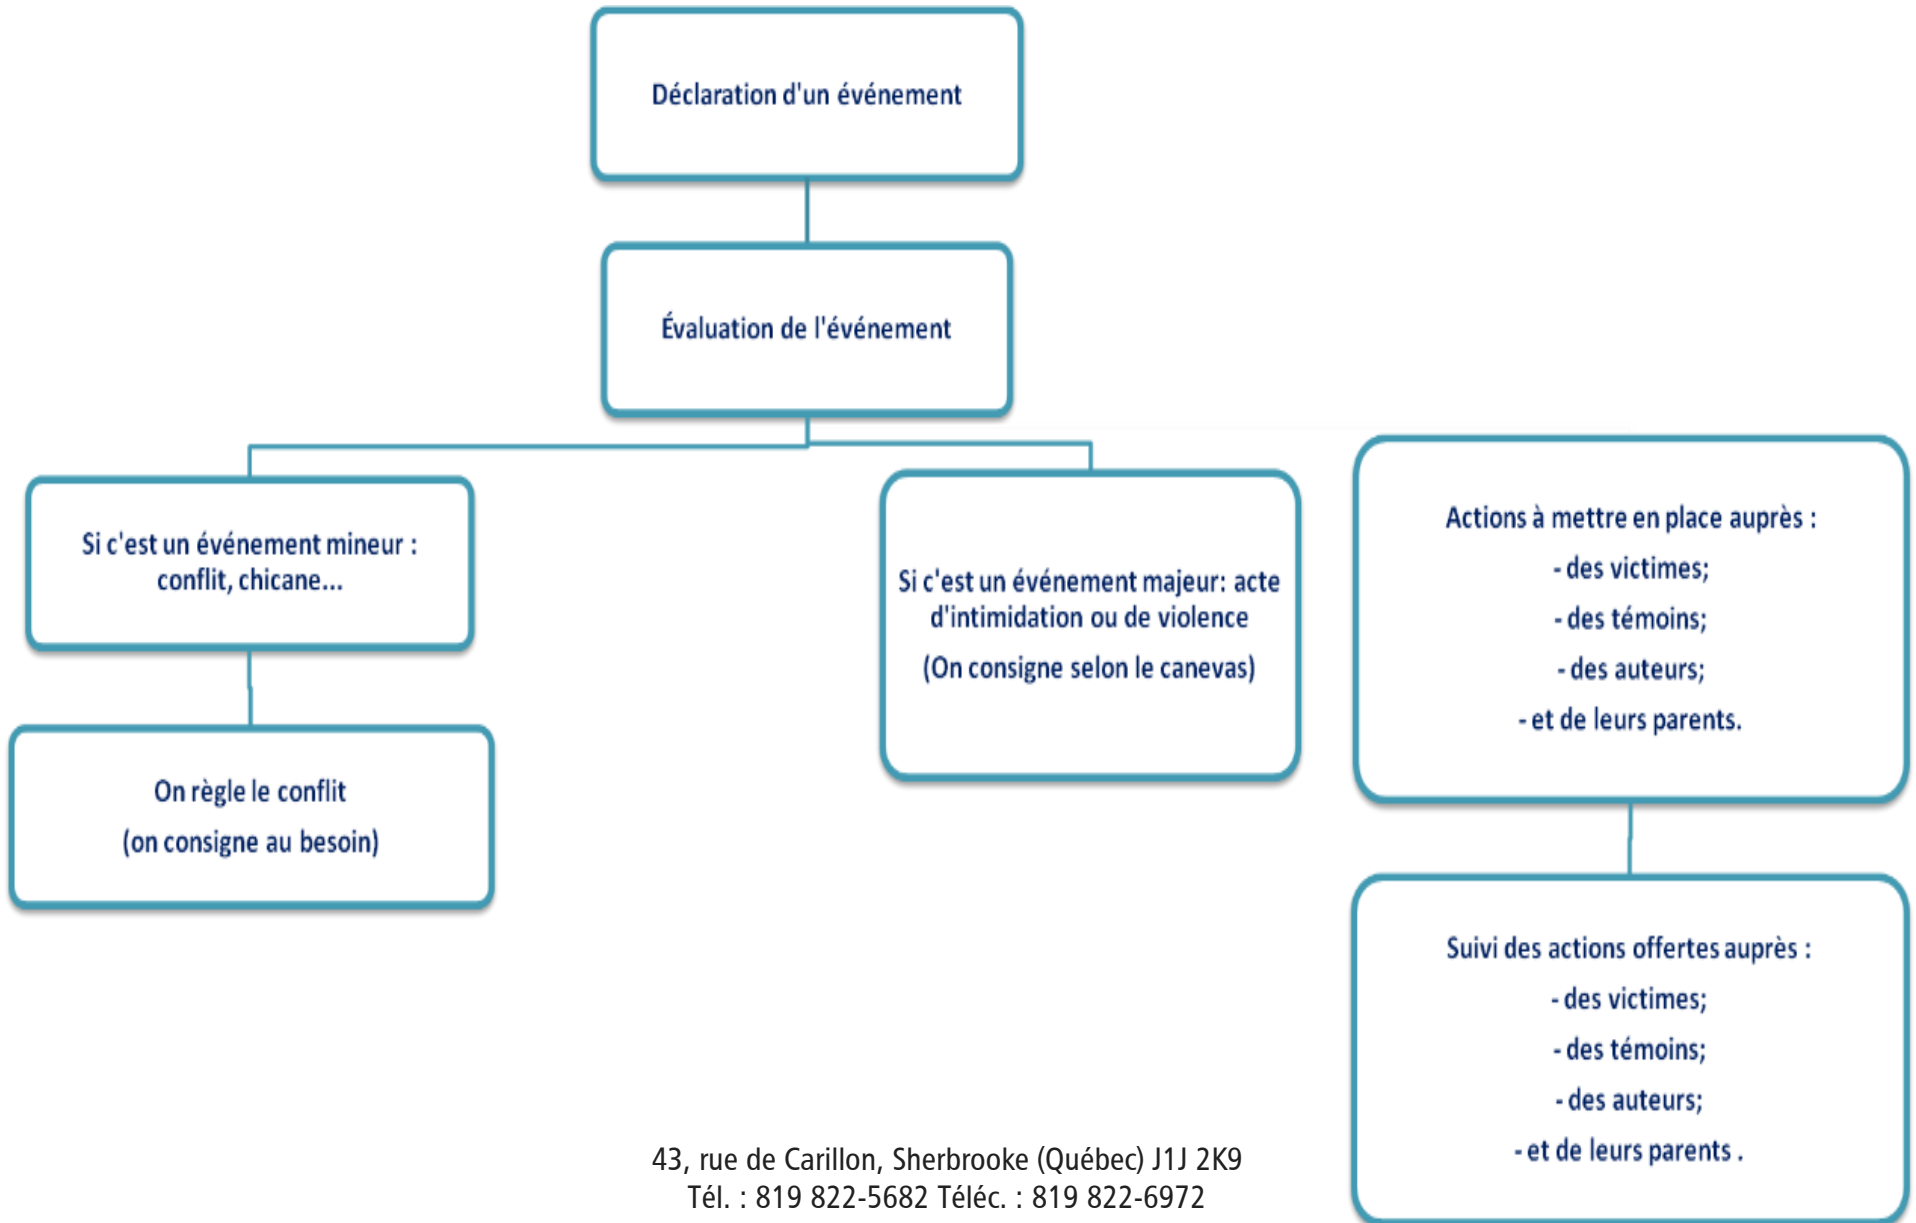 Déclaration d'un événement
Évaluation de l'événement
Si c'est un événement mineur :
conflit, chicane...
On règle le conflit
(on consigne au besoin)
Si c'est un événement majeur: acte
d'intimidation ou de violence
(On consigne selon le canevas)
Actions à mettre en place auprès :
- des victimes;
- des témoins;
- des auteurs;
- et de leurs parents.
Suivi des actions offertes auprès :
- des victimes;
- des témoins;
- des auteurs;
- et de leurs parents .
43, rue de Carillon, Sherbrooke (Québec) J1J 2K9
Tél. : 819 822-5682 Téléc. : 819 822-6972